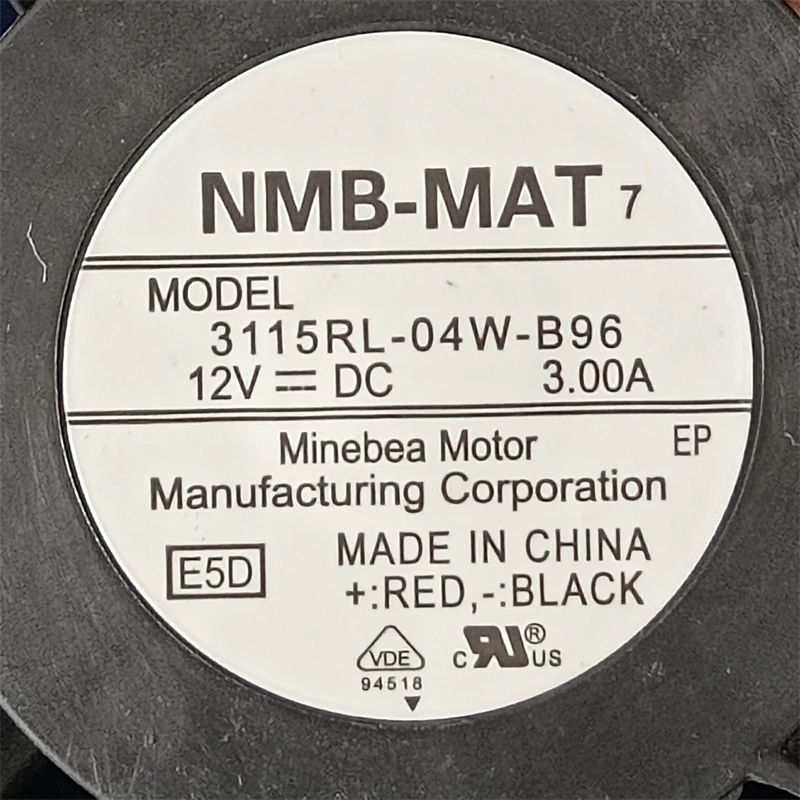 NMB-MAT 7
MODEL
3115RL-04W-B96
12V ⎓ DC 3.00A
Minebea Motor EP
Manufacturing Corporation
MADE IN CHINA
E5D
+:RED,-:BLACK
VDE
94518
c RU ® US